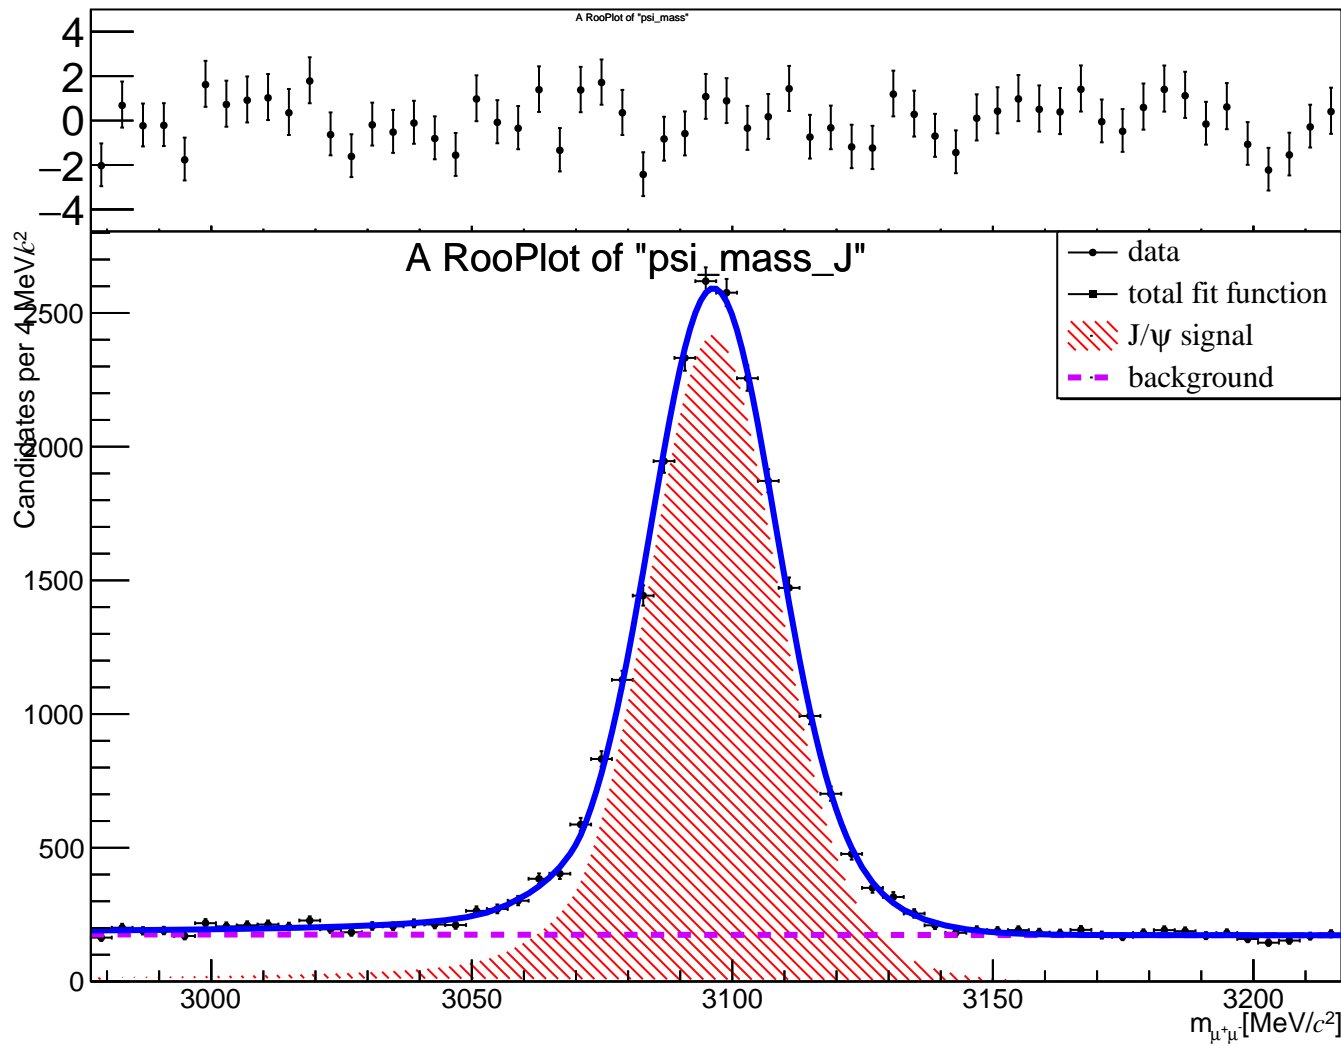 A RooPlot of "psi_mass"
4
2
0
−2
−4
A RooPlot of "psi_mass_J"
data
total fit function
J/ψ signal
background
Candidates per 4 MeV/c²
2500
2000
1500
1000
500
0
3000 3050 3100 3150 3200
m_μ⁺μ⁻[MeV/c²]